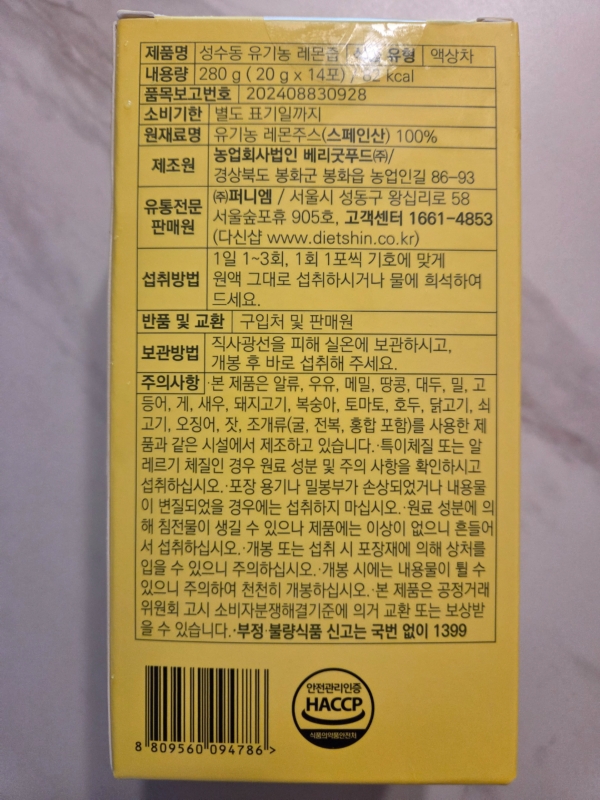 제품명 성수동 유기농 레몬즙 유형 액상차
내용량 280 g ( 20 g x 14포) / 82 kcal
품목보고번호 202408830928
소비기한 별도 표기일까지
원재료명 유기농 레몬주스(스페인산) 100%
제조원 농업회사법인 베리굿푸드㈜/
경상북도 봉화군 봉화읍 농업인길 86-93
유통전문
판매원
㈜퍼니엠 / 서울시 성동구 왕십리로 58
서울숲포휴 905호, 고객센터 1661-4853
(다신샵 www.dietshin.co.kr)
섭취방법 1일 1~3회, 1회 1포씩 기호에 맞게
원액 그대로 섭취하시거나 물에 희석하여
드세요.
반품 및 교환 구입처 및 판매원
보관방법 직사광선을 피해 실온에 보관하시고,
개봉 후 바로 섭취해 주세요.
주의사항 ·본 제품은 알류, 우유, 메밀, 땅콩, 대두, 밀, 고
등어, 게, 새우, 돼지고기, 복숭아, 토마토, 호두, 닭고기, 쇠
고기, 오징어, 잣, 조개류(굴, 전복, 홍합 포함)를 사용한 제
품과 같은 시설에서 제조하고 있습니다.·특이체질 또는 알
레르기 체질인 경우 원료 성분 및 주의 사항을 확인하시고
섭취하십시오.·포장 용기나 밀봉부가 손상되었거나 내용물
이 변질되었을 경우에는 섭취하지 마십시오.·원료 성분에 의
해 침전물이 생길 수 있으나 제품에는 이상이 없으니 흔들어
서 섭취하십시오.·개봉 또는 섭취 시 포장재에 의해 상처를
입을 수 있으니 주의하십시오.·개봉 시에는 내용물이 튈 수
있으니 주의하여 천천히 개봉하십시오.·본 제품은 공정거래
위원회 고시 소비자분쟁해결기준에 의거 교환 또는 보상받
을 수 있습니다.·부정·불량식품 신고는 국번 없이 1399
안전관리인증
HACCP
식품의약품안전처
8 809560 094786 >